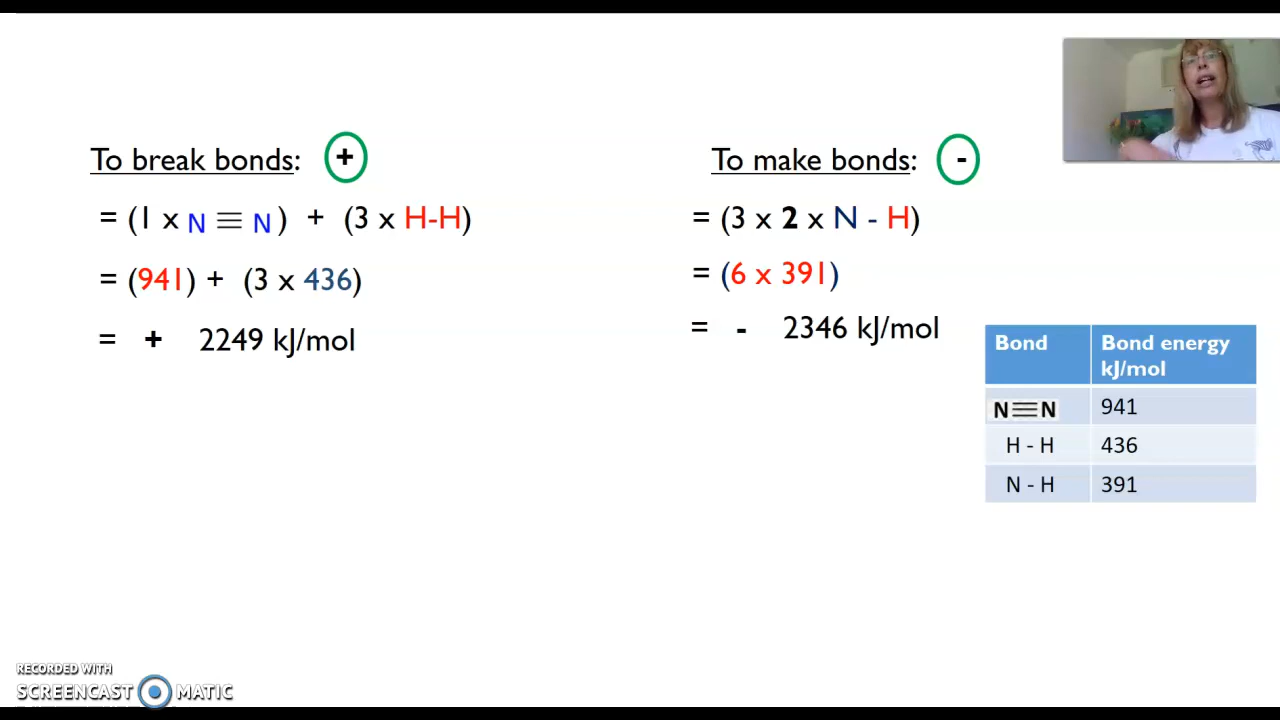 To break bonds: +
= (1 x N ≡ N ) + (3 x H-H)
= (941) + (3 x 436)
= + 2249 kJ/mol
To make bonds: -
= (3 x 2 x N - H)
= (6 x 391)
= - 2346 kJ/mol
Bond Bond energy
kJ/mol
N≡N 941
H - H 436
N - H 391
RECORDED WITH
SCREENCAST MATIC